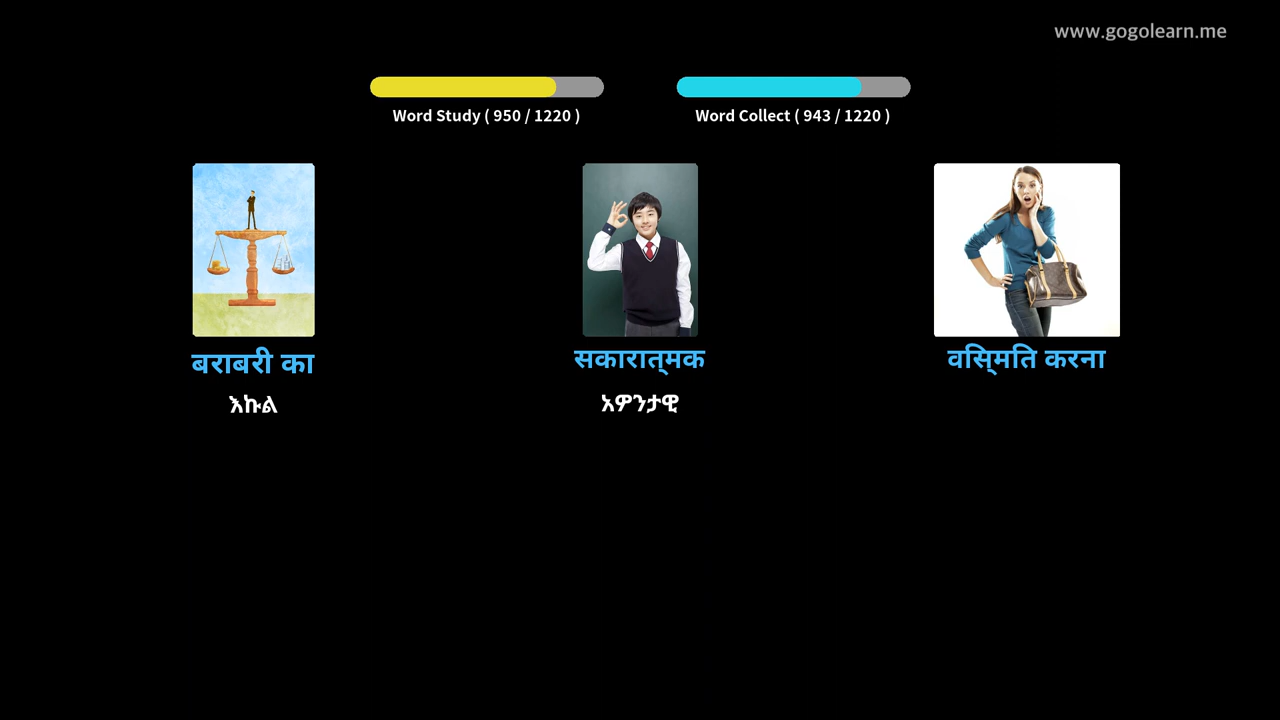 www.gogolearn.me
Word Study ( 950 / 1220 )
Word Collect ( 943 / 1220 )
बराबरी का
सकारात्मक
वस्मिति करना
እኩል
አዎንታዊ